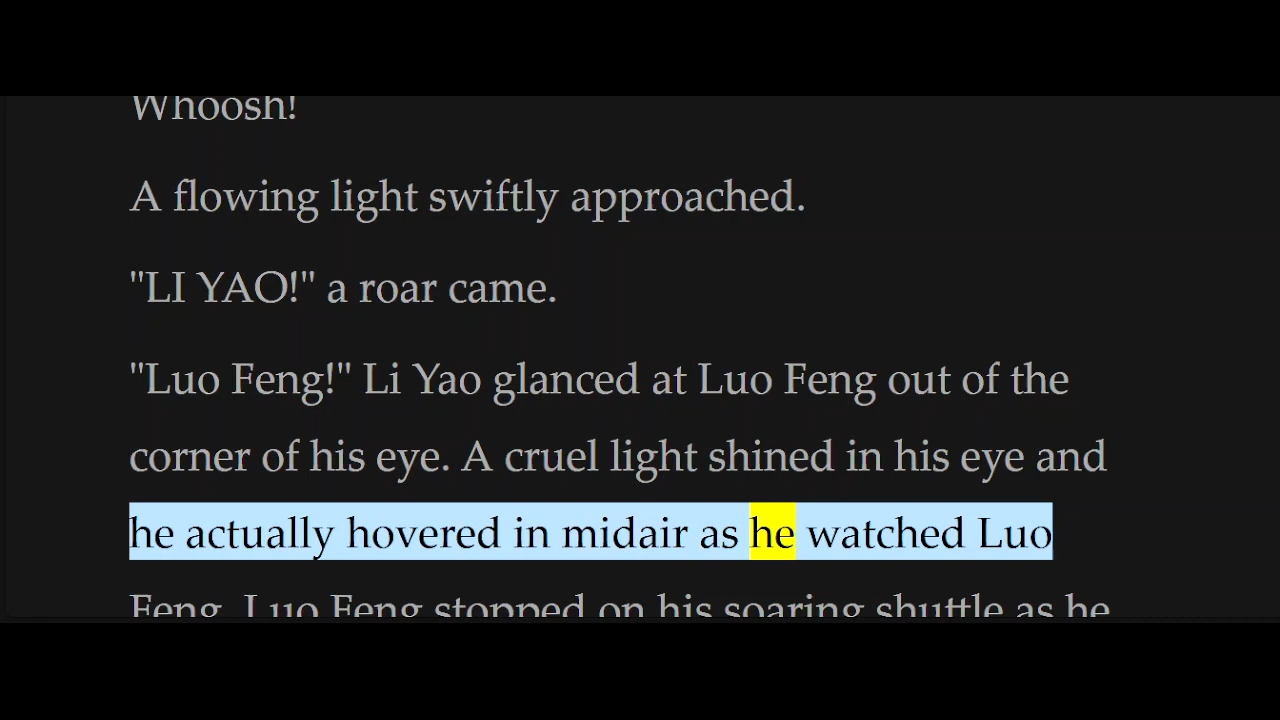 Whoosh!
A flowing light swiftly approached.
"LI YAO!" a roar came.
"Luo Feng!" Li Yao glanced at Luo Feng out of the
corner of his eye. A cruel light shined in his eye and
he actually hovered in midair as he watched Luo
Feng. Luo Feng stopped on his soaring shuttle as he